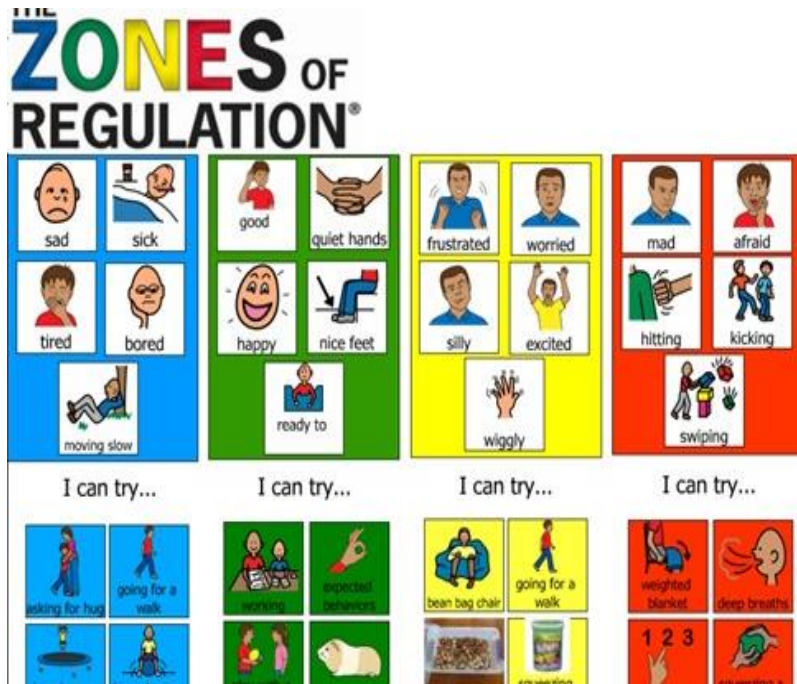 THE
ZONES OF
REGULATION®
sad
sick
tired
bored
moving slow
good
quiet hands
happy
nice feet
ready to
frustrated
worried
silly
excited
wiggly
mad
afraid
hitting
kicking
swiping
I can try...
I can try...
I can try...
I can try...
asking for hug
going for a
walk
working
expected
behaviors
bean bag chair
going for a
walk
weighted
blanket
deep breaths
1 2 3
squeezing
squeezing a